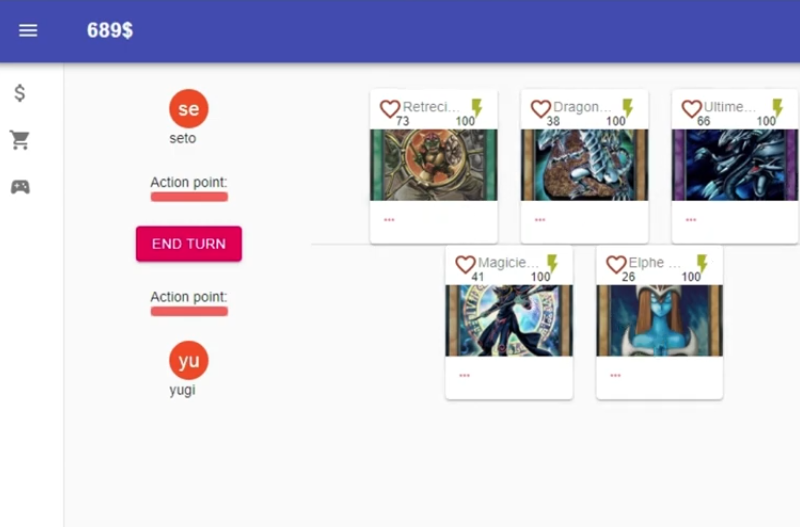 689$
se
seto
Action point:
END TURN
Action point:
yu
yugi
Retreci...
73 100
...
Dragon...
38 100
...
Ultime...
66 100
...
Magicie...
41 100
...
Elphe ...
26 100
...